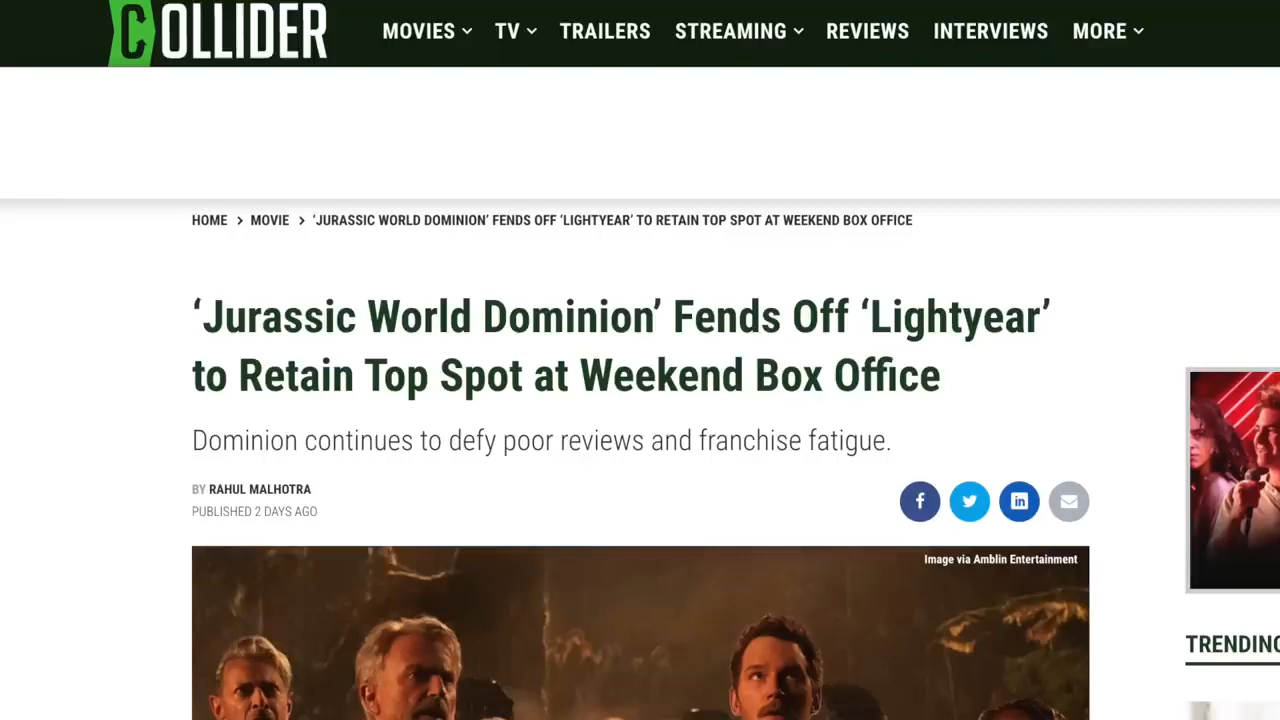 COLLIDER
MOVIES TV TRAILERS STREAMING REVIEWS INTERVIEWS MORE
HOME > MOVIE > ‘JURASSIC WORLD DOMINION’ FENDS OFF ‘LIGHTYEAR’ TO RETAIN TOP SPOT AT WEEKEND BOX OFFICE
‘Jurassic World Dominion’ Fends Off ‘Lightyear’
to Retain Top Spot at Weekend Box Office
Dominion continues to defy poor reviews and franchise fatigue.
BY RAHUL MALHOTRA
PUBLISHED 2 DAYS AGO
f
in
Image via Amblin Entertainment
TRENDING